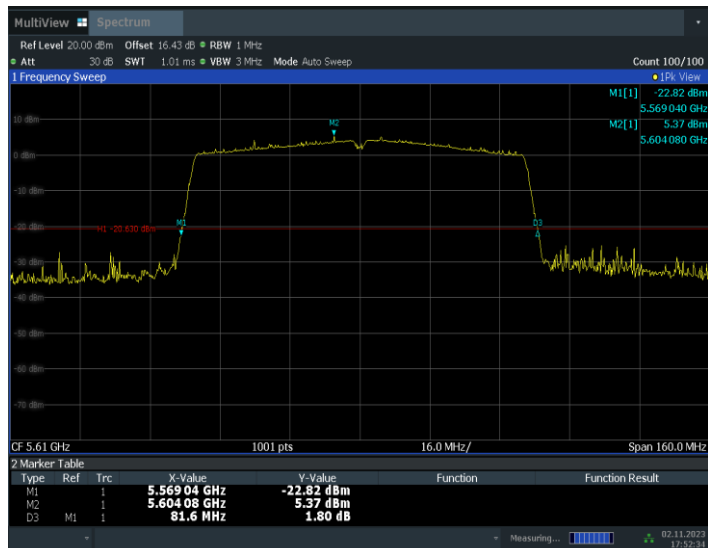 MultiView Spectrum
Ref Level 20.00 dBm Offset 16.43 dB RBW 1 MHz
Att 30 dB SWT 1.01 ms VBW 3 MHz Mode Auto Sweep Count 100/100
1 Frequency Sweep 1Pk View
M1[1] -22.82 dBm
5.569 040 GHz
M2[1] 5.37 dBm
5.604 080 GHz
10 dBm
M2
0 dBm
-10 dBm
-20 dBm
H1 -20.630 dBm
M1
D3
-30 dBm
-40 dBm
-50 dBm
-60 dBm
-70 dBm
CF 5.61 GHz 1001 pts 16.0 MHz/ Span 160.0 MHz
2 Marker Table
Type Ref Trc X-Value Y-Value Function Function Result
M1 1 5.569 04 GHz -22.82 dBm
M2 1 5.604 08 GHz 5.37 dBm
D3 M1 1 81.6 MHz 1.80 dB
Measuring... 02.11.2023
17:52:34